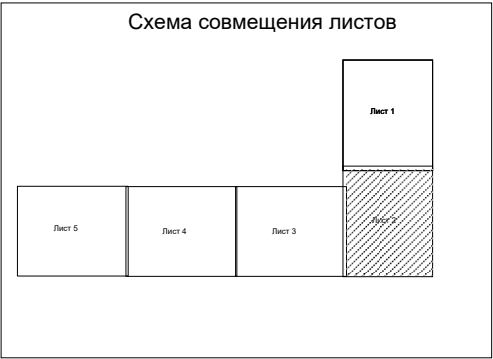 Схема совмещения листов
Лист 1
Лист 2
Лист 5
Лист 4
Лист 3